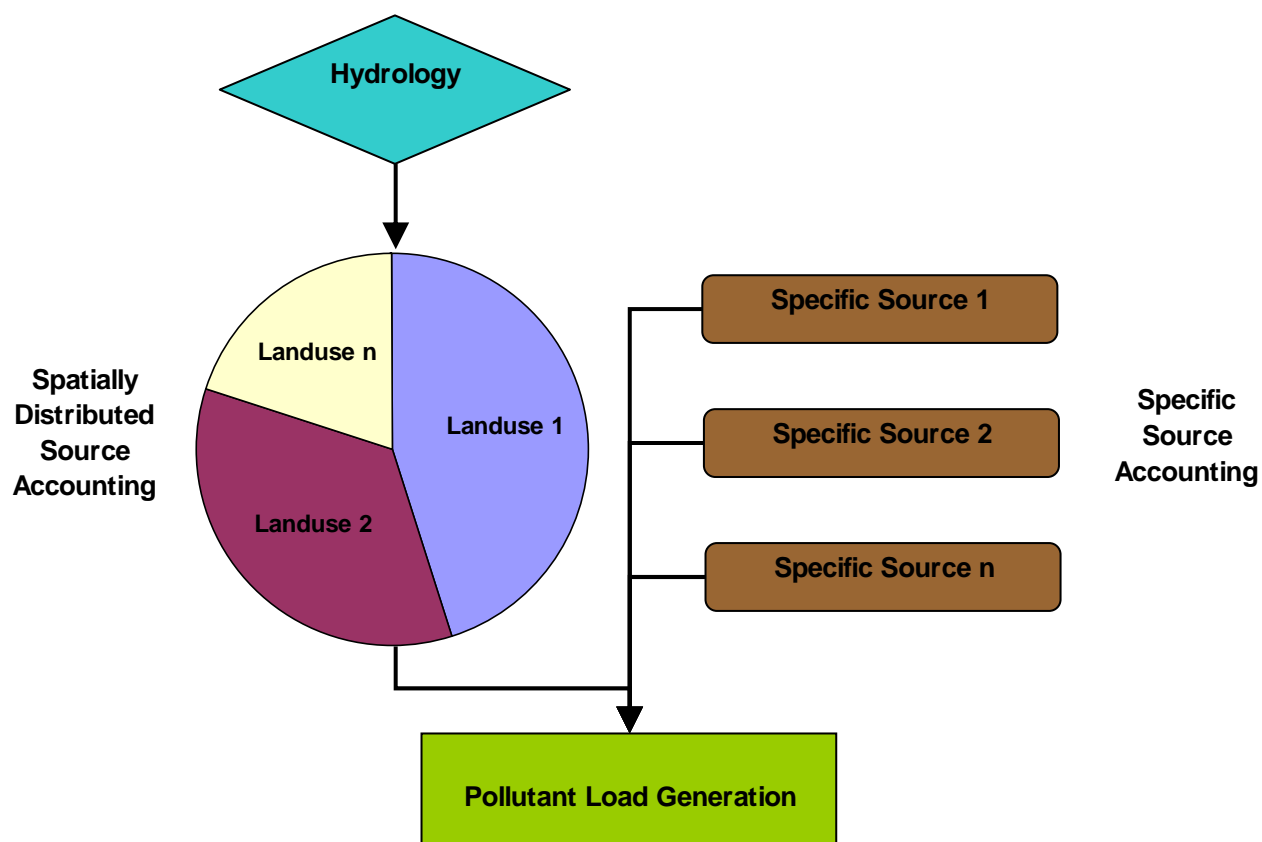 Hydrology
Landuse n
Landuse 1
Landuse 2
Spatially
Distributed
Source
Accounting
Specific Source 1
Specific Source 2
Specific Source n
Specific
Source
Accounting
Pollutant Load Generation